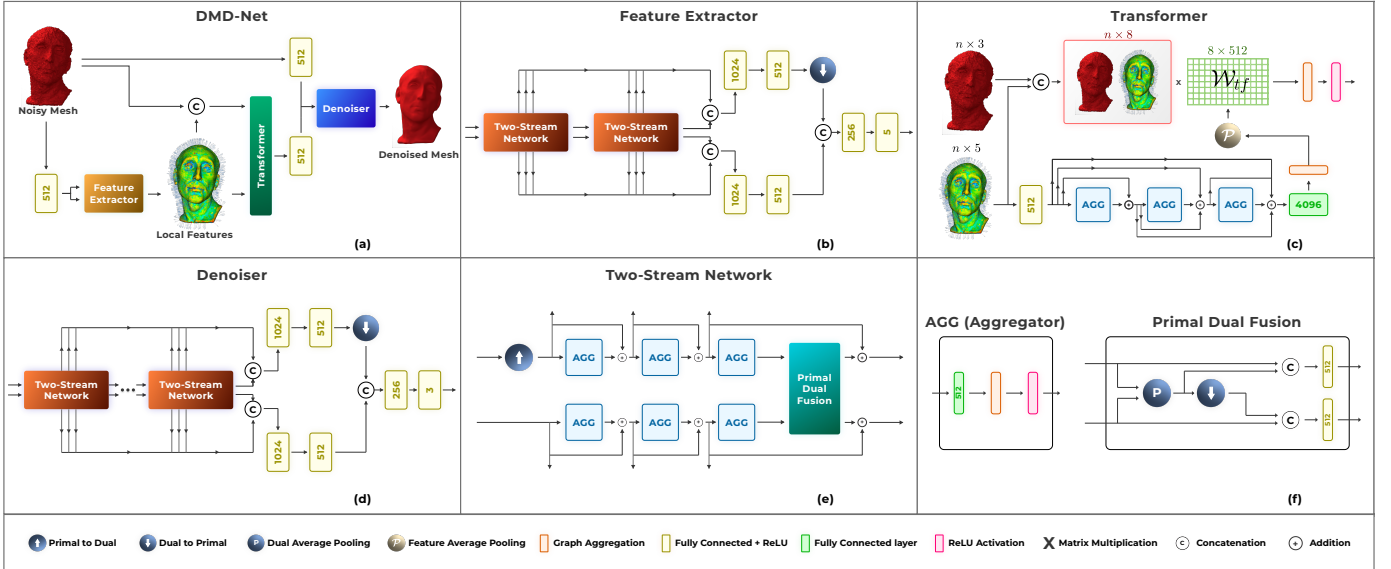 DMD-Net
512
Noisy Mesh
C
Denoiser
Denoised Mesh
512
Transformer
512
Feature
Extractor
Local Features
(a)
Feature Extractor
1024
512
C
Two-Stream
Network
Two-Stream
Network
C
C
256
5
1024
512
(b)
Transformer
n × 3
n × 8
8 × 512
C
x
W_tf
P
n × 5
512
AGG
+
AGG
+
AGG
+
4096
(c)
Denoiser
1024
512
C
Two-Stream
Network
...
Two-Stream
Network
C
C
256
3
1024
512
(d)
Two-Stream Network
AGG
+
AGG
+
AGG
+
Primal
Dual
Fusion
AGG
+
AGG
+
AGG
+
(e)
AGG (Aggregator)
512
Primal Dual Fusion
C
512
P
C
512
(f)
Primal to Dual
Dual to Primal
P Dual Average Pooling
P Feature Average Pooling
Graph Aggregation
Fully Connected + ReLU
Fully Connected layer
ReLU Activation
X Matrix Multiplication
C Concatenation
+ Addition